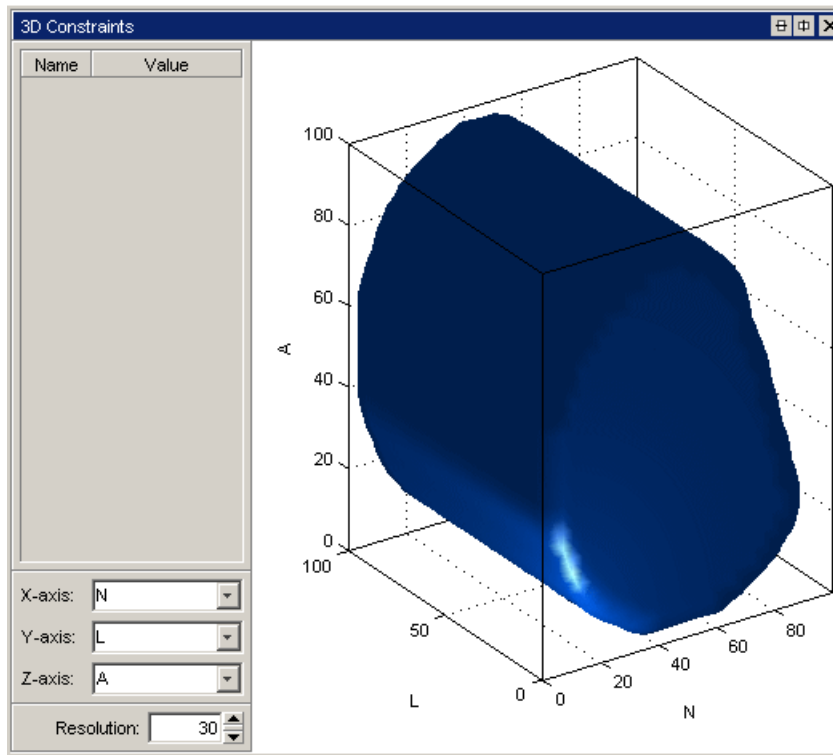 3D Constraints
Name Value
X-axis: N
Y-axis: L
Z-axis: A
Resolution: 30
100
80
60
40
20
0
A
100
50
0
L
0
20
40
60
80
N